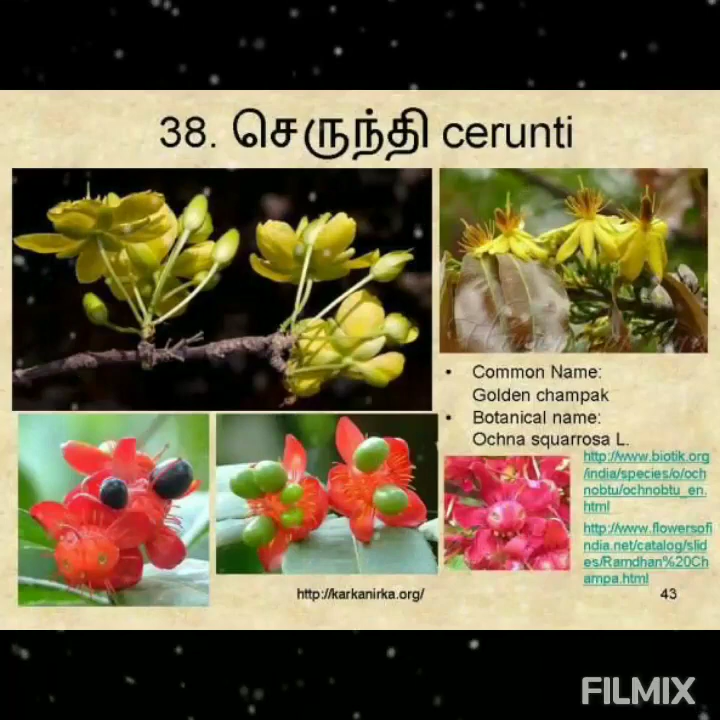 38. செருந்தி cerunti
• Common Name:
Golden champak
• Botanical name:
Ochna squarrosa L.
http://www.biotik.org
/india/species/o/och
nobtu/ochnobtu_en.
html
http://www.flowersofi
ndia.net/catalog/slid
es/Ramdhan%20Ch
ampa.html
http://karkanirka.org/
43
FILMIX